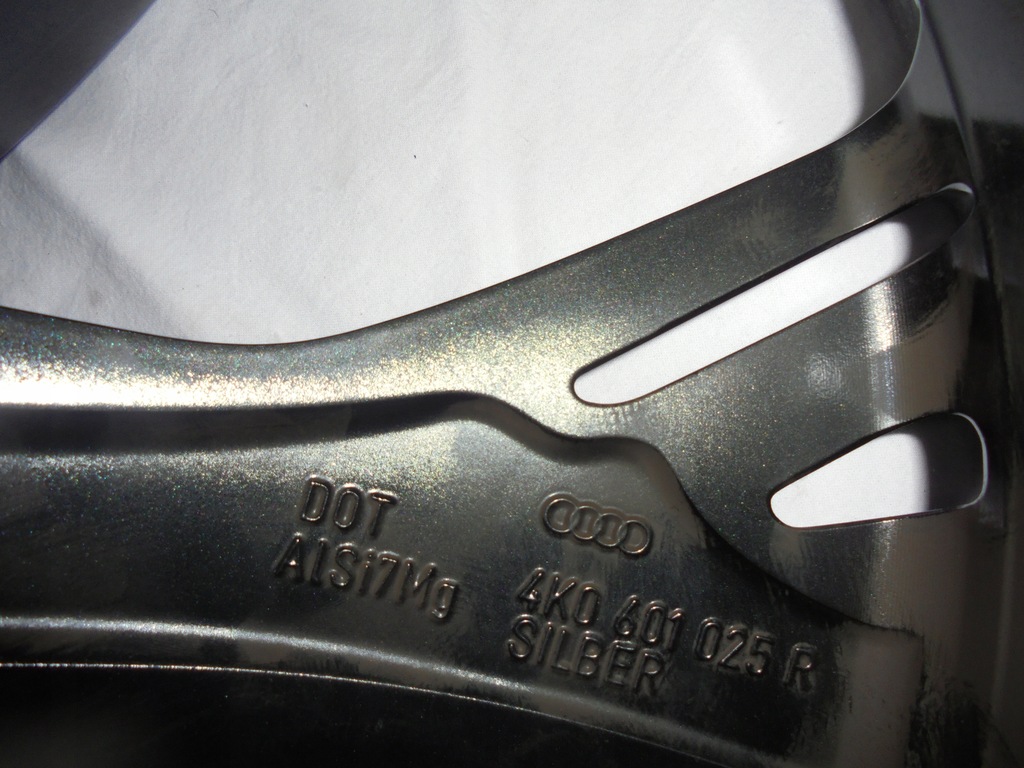 DOT
AlSi7Mg
4K0 601 025 R
SILBER